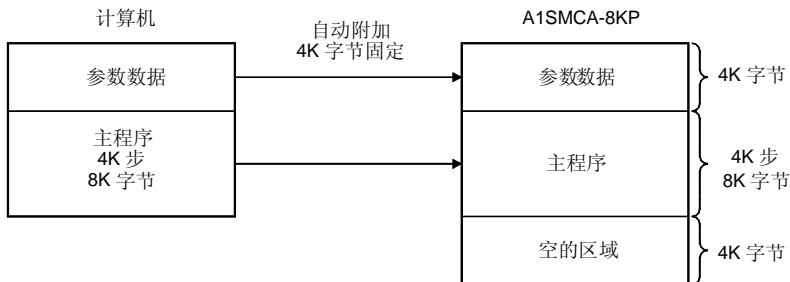 计算机
自动附加
4K 字节固定
A1SMCA-8KP
参数数据
参数数据
4K 字节
主程序
4K 步
8K 字节
主程序
4K 步
8K 字节
空的区域
4K 字节